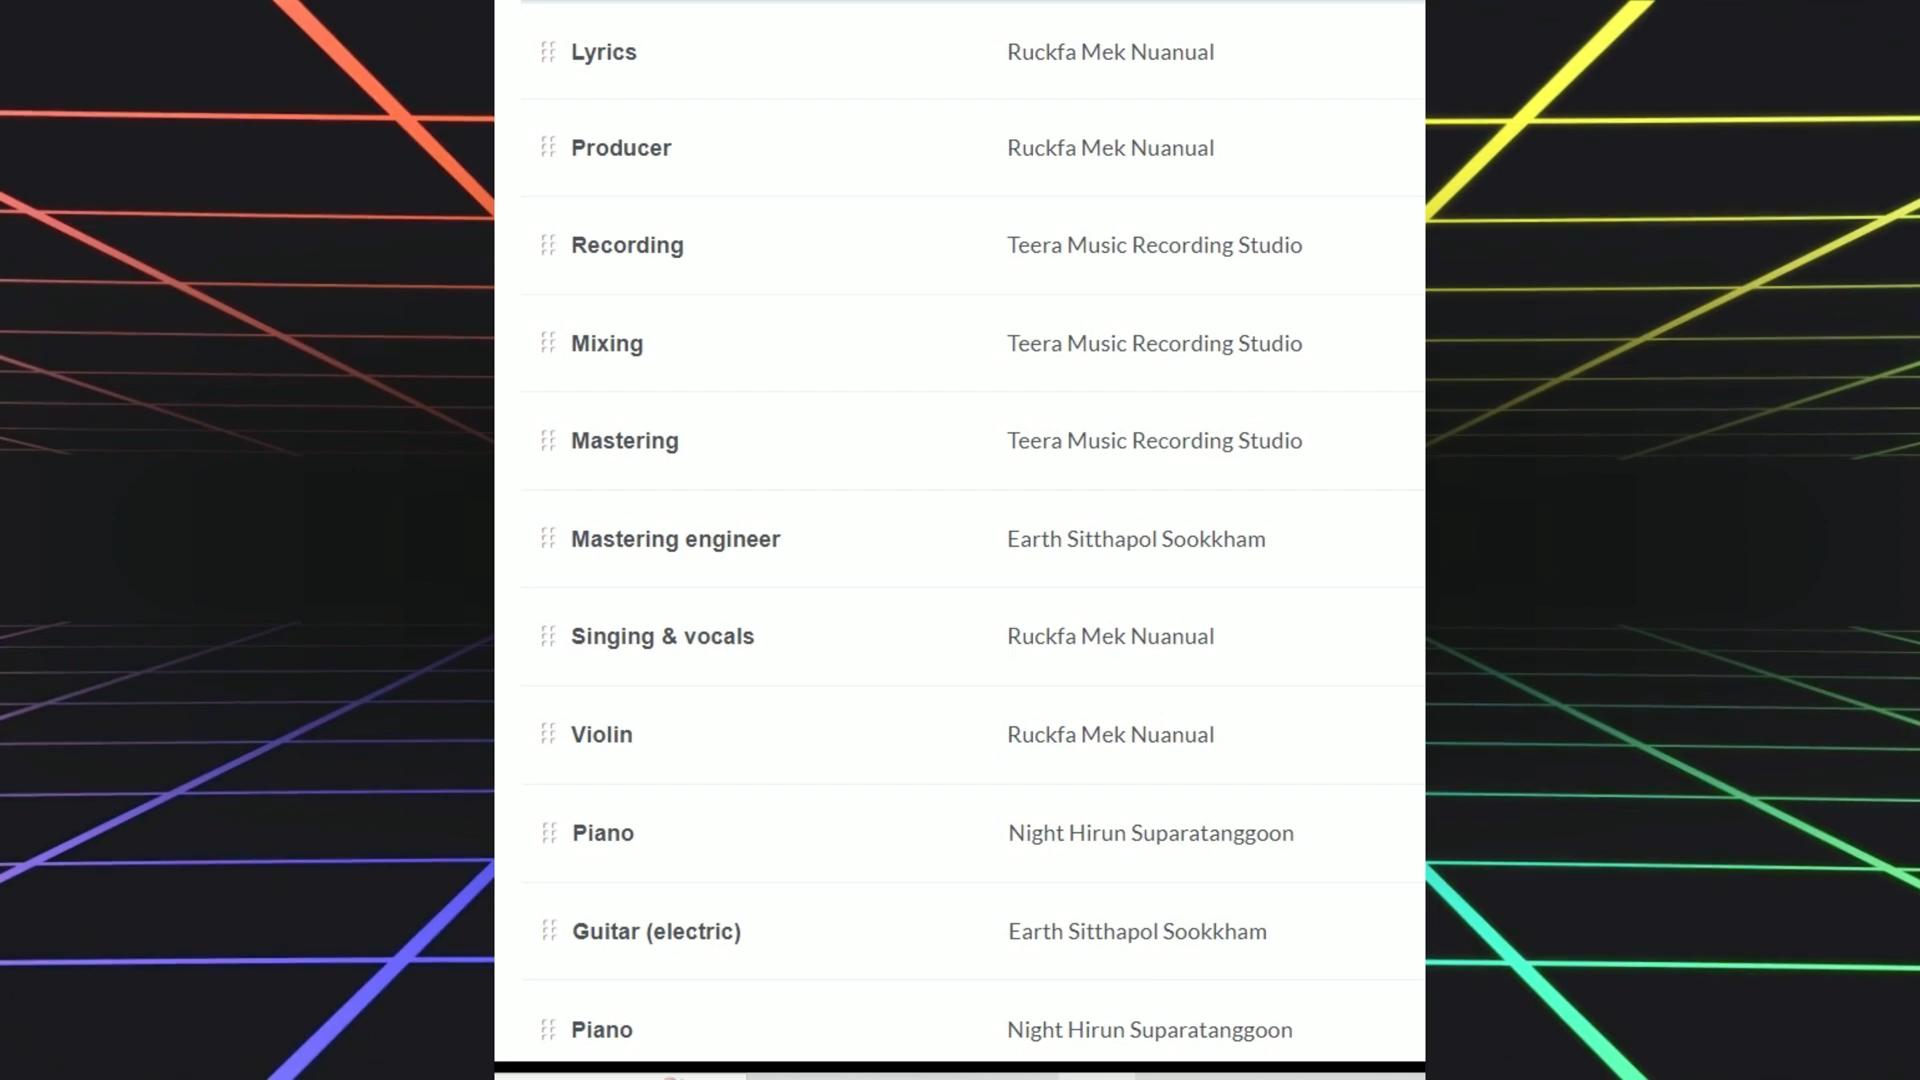 Lyrics Ruckfa Mek Nuanual
Producer Ruckfa Mek Nuanual
Recording Teera Music Recording Studio
Mixing Teera Music Recording Studio
Mastering Teera Music Recording Studio
Mastering engineer Earth Sitthapol Sookkham
Singing & vocals Ruckfa Mek Nuanual
Violin Ruckfa Mek Nuanual
Piano Night Hirun Suparatanggoon
Guitar (electric) Earth Sitthapol Sookkham
Piano Night Hirun Suparatanggoon